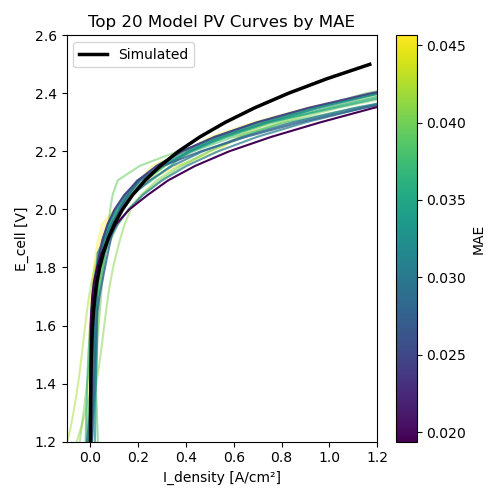 Top 20 Model PV Curves by MAE
Simulated
E_cell [V]
2.6
2.4
2.2
2.0
1.8
1.6
1.4
1.2
0.0 0.2 0.4 0.6 0.8 1.0 1.2
I_density [A/cm²]
0.045
0.040
0.035
0.030
0.025
0.020
MAE